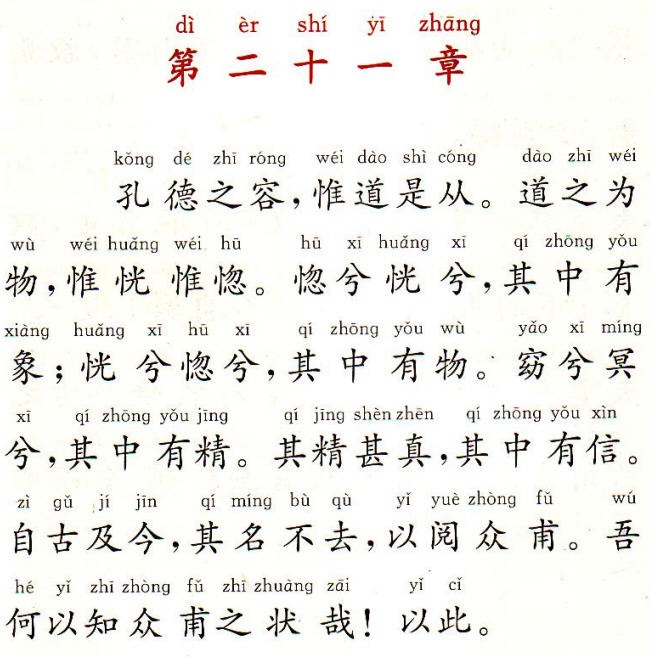 dì èr shí yī zhāng
第二十一章
kǒng dé zhī róng wéi dào shì cóng dào zhī wéi
孔德之容，惟道是从。道之为
wù wéi huǎng wéi hū hū xī huǎng xī qí zhōng yǒu
物，惟恍惟惚。惚兮恍兮，其中有
xiàng huǎng xī hū xī qí zhōng yǒu wù yǎo xī míng
象；恍兮惚兮，其中有物。窈兮冥
xī qí zhōng yǒu jīng qí jīng shèn zhēn qí zhōng yǒu xìn
兮，其中有精。其精甚真，其中有信。
zì gǔ jí jīn qí míng bù qù yǐ yuè zhòng fǔ wú
自古及今，其名不去，以阅众甫。吾
hé yǐ zhī zhòng fǔ zhī zhuàng zāi yǐ cǐ
何以知众甫之状哉！以此。